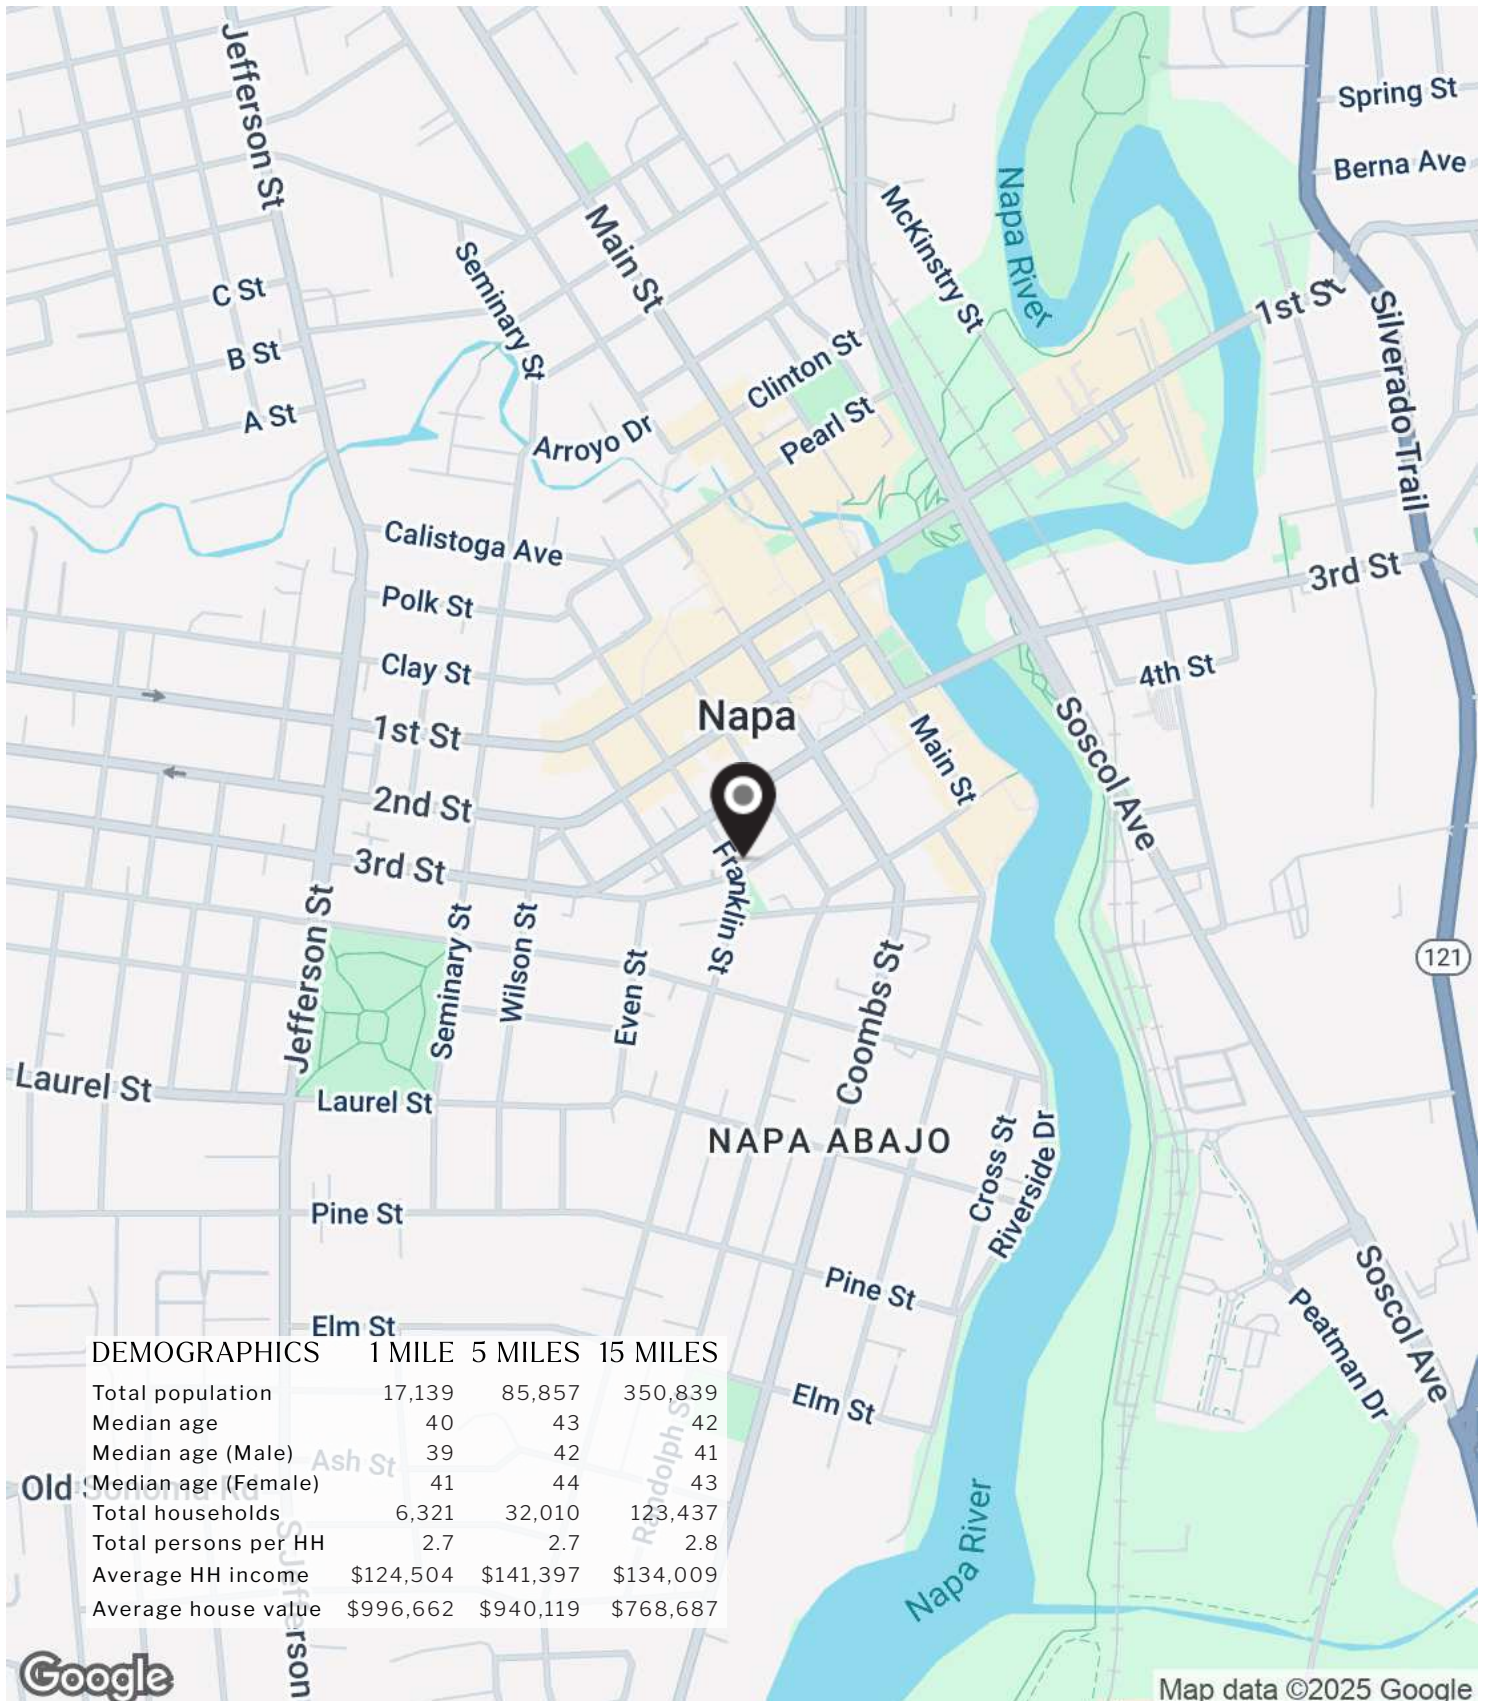 Jefferson St
Spring St
Berna Ave
McKinstry St
Napa River
Main St
Seminary St
C St
B St
A St
1st St
Silverado Trail
Clinton St
Pearl St
Arroyo Dr
Calistoga Ave
Polk St
Clay St
1st St
2nd St
3rd St
3rd St
4th St
Napa
Main St
Soscol Ave
Franklin St
Jefferson St
Seminary St
Wilson St
Even St
Coombs St
121
Laurel St
Laurel St
NAPA ABAJO
Cross St
Riverside Dr
Pine St
Pine St
Soscol Ave
Peatman Dr
Elm St
Elm St
DEMOGRAPHICS 1 MILE 5 MILES 15 MILES
Total population 17,139 85,857 350,839
Median age 40 43 42
Median age (Male) 39 42 41
Median age (Female) 41 44 43
Total households 6,321 32,010 123,437
Total persons per HH 2.7 2.7 2.8
Average HH income $124,504 $141,397 $134,009
Average house value $996,662 $940,119 $768,687
Ash St
Old Sonoma Rd
Randolph St
S Jefferson
Napa River
Google
Map data ©2025 Google